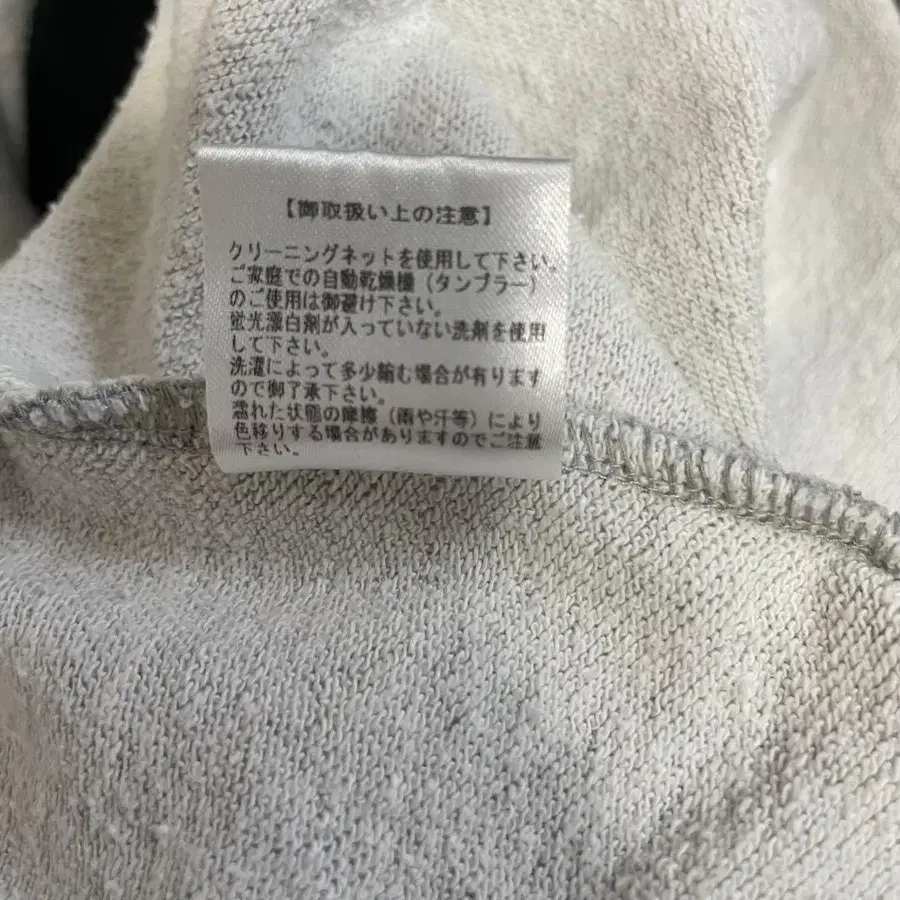 【御取扱い上の注意】
クリーニングネットを使用して下さい。
ご家庭での自動乾燥機（タンブラー）
のご使用は御避け下さい。
蛍光漂白剤が入っていない洗剤を使用
して下さい。
洗濯によって多少縮む場合が有ります
ので御了承下さい。
濡れた状態の摩擦（雨や汗等）により
色移りする場合がありますのでご注意
下さい。